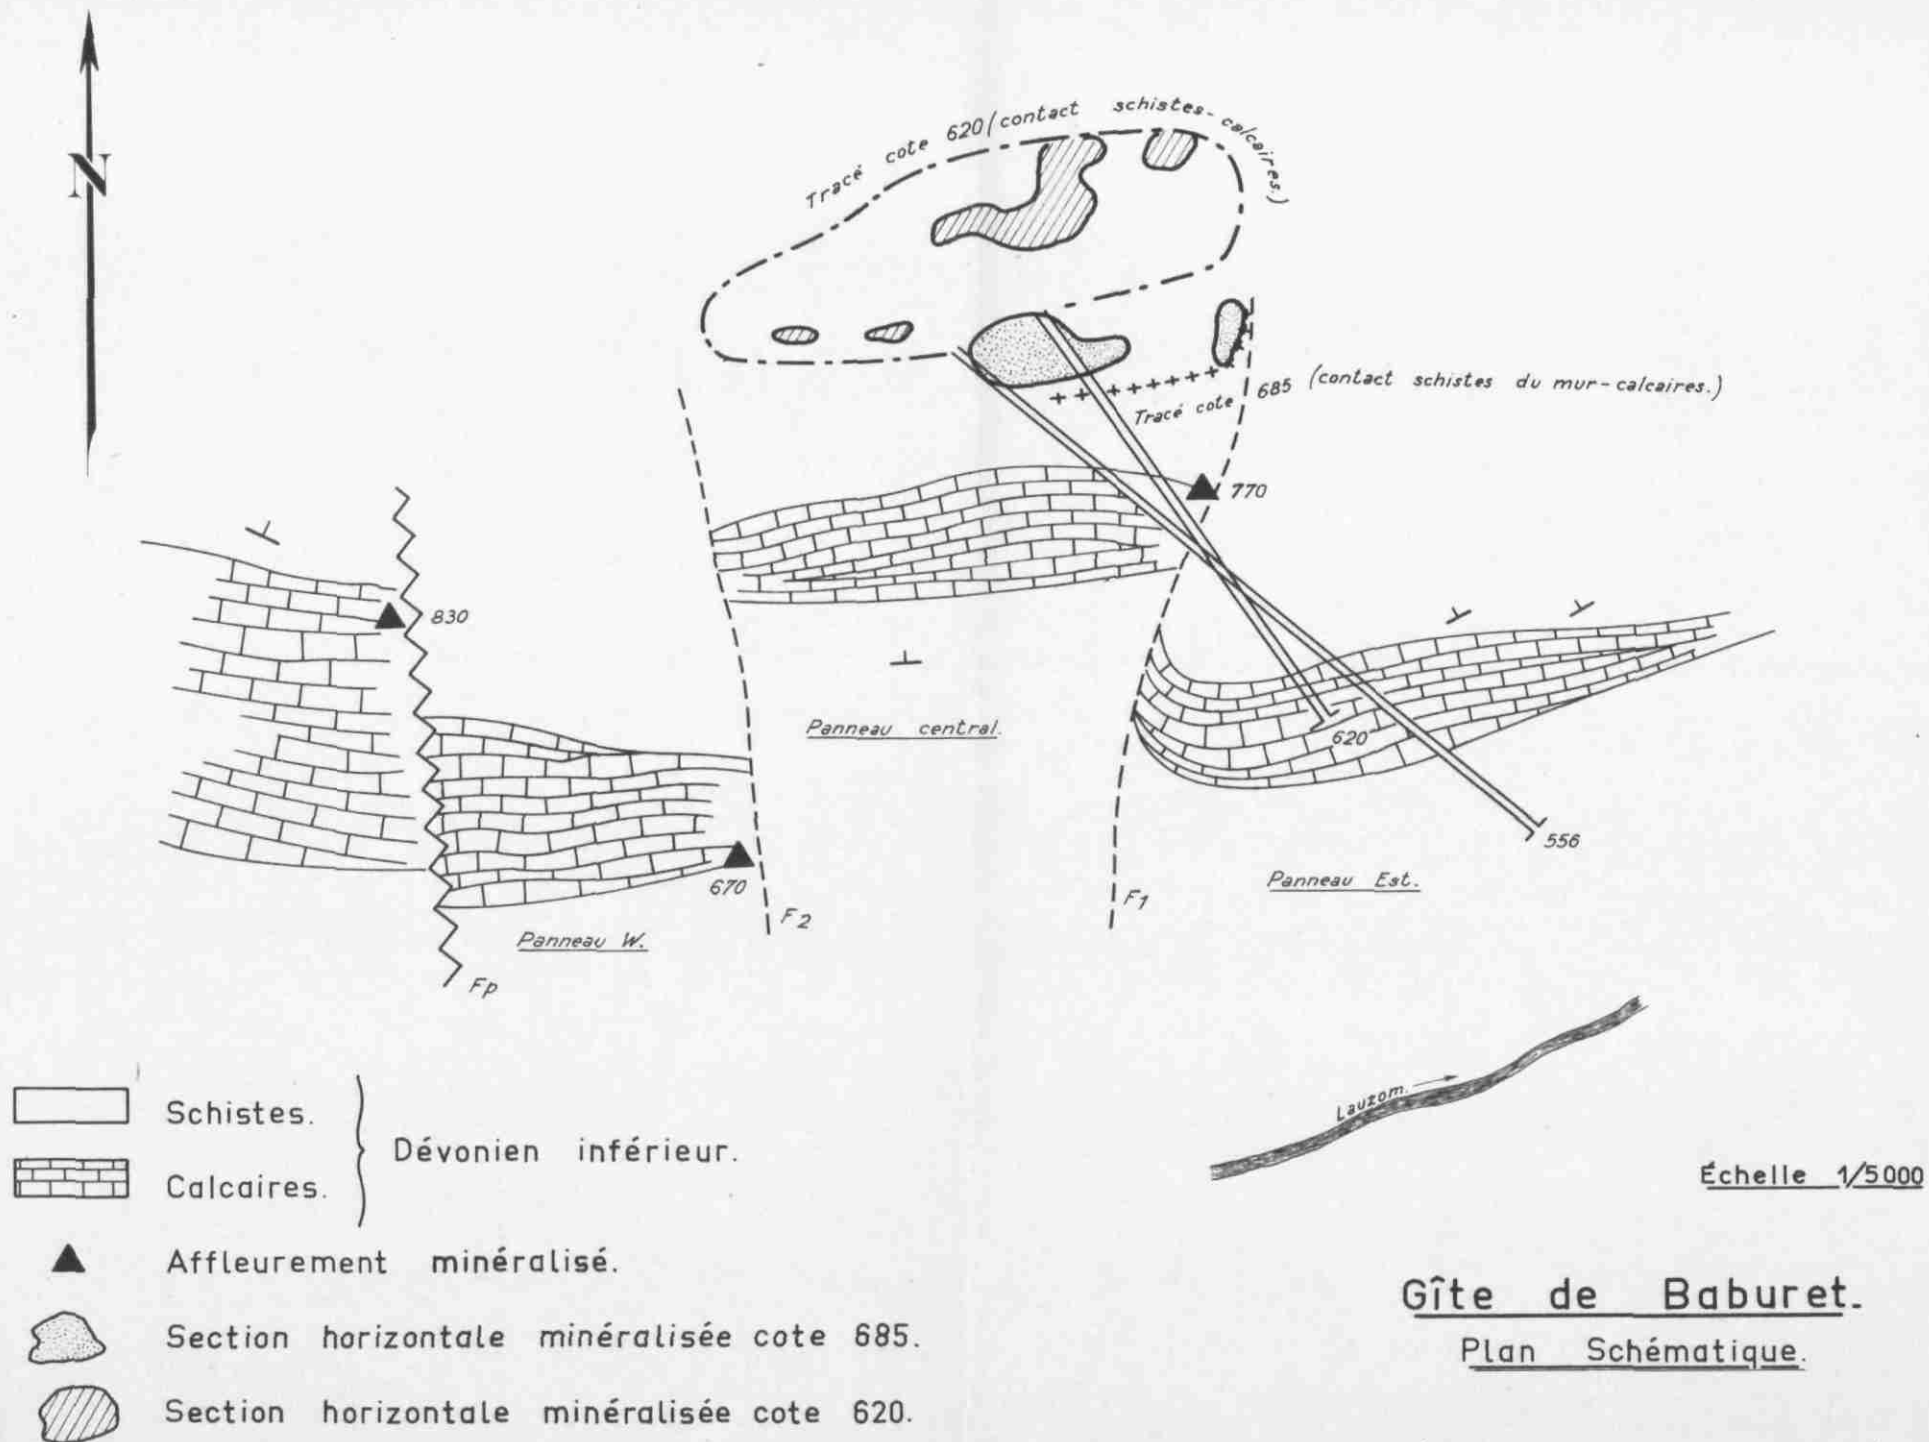 N
Tracé cote 620 (contact schistes-calcaires.)
Tracé cote 685 (contact schistes du mur-calcaires.)
770
830
Panneau central.
620
556
670
Panneau Est.
F2
F1
Panneau W.
Fp
Lauzom.
Schistes.
Calcaires.
Dévonien inférieur.
Échelle 1/5000
Affleurement minéralisé.
Section horizontale minéralisée cote 685.
Section horizontale minéralisée cote 620.
Gîte de Baburet.
Plan Schématique.